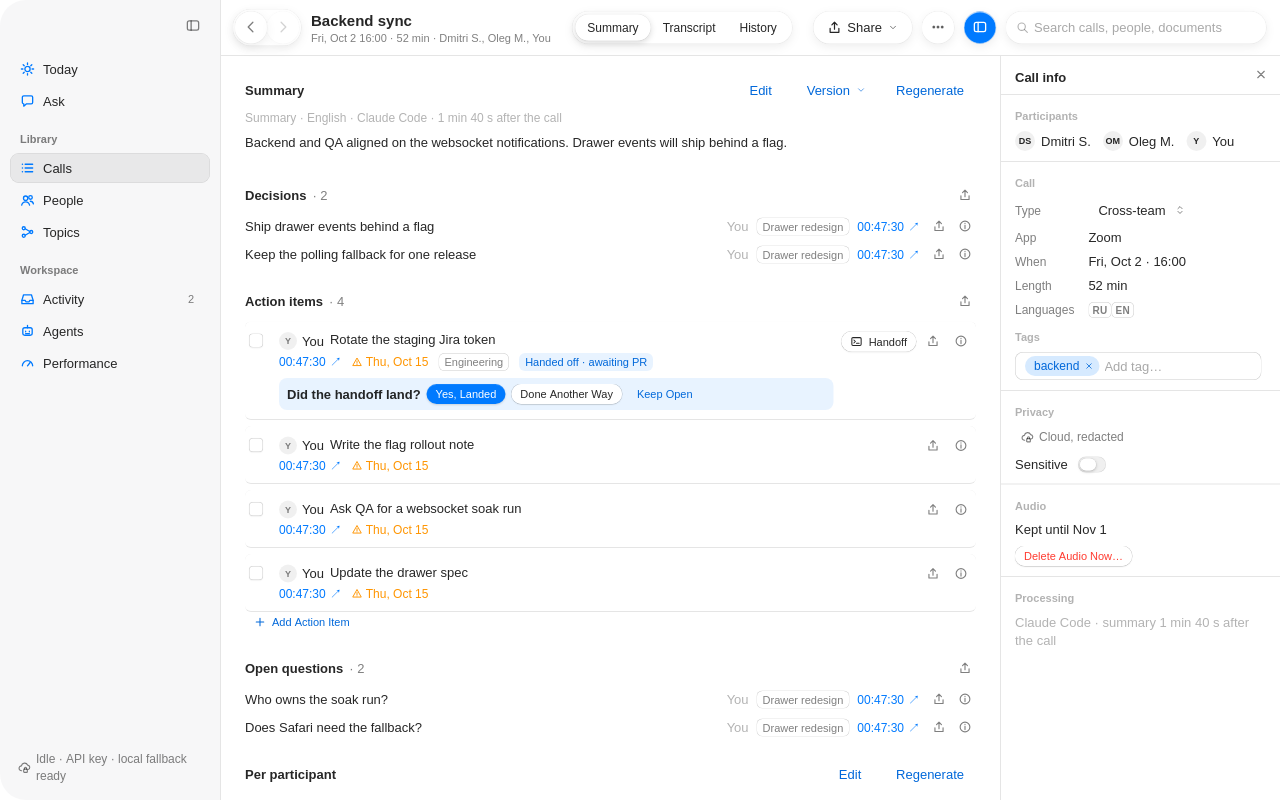 Today
Ask
Library
Calls
People
Topics
Workspace
Activity 2
Agents
Performance
Idle · API key · local fallback
ready
Backend sync
Fri, Oct 2 16:00 · 52 min · Dmitri S., Oleg M., You
Summary Transcript History
Share
Search calls, people, documents
Summary Edit Version Regenerate
Summary · English · Claude Code · 1 min 40 s after the call
Backend and QA aligned on the websocket notifications. Drawer events will ship behind a flag.
Decisions · 2
Ship drawer events behind a flag You Drawer redesign 00:47:30
Keep the polling fallback for one release You Drawer redesign 00:47:30
Action items · 4
Y You Rotate the staging Jira token Handoff
00:47:30 Thu, Oct 15 Engineering Handed off · awaiting PR
Did the handoff land? Yes, Landed Done Another Way Keep Open
Y You Write the flag rollout note
00:47:30 Thu, Oct 15
Y You Ask QA for a websocket soak run
00:47:30 Thu, Oct 15
Y You Update the drawer spec
00:47:30 Thu, Oct 15
Add Action Item
Open questions · 2
Who owns the soak run? You Drawer redesign 00:47:30
Does Safari need the fallback? You Drawer redesign 00:47:30
Per participant Edit Regenerate
Call info
Participants
DS Dmitri S. OM Oleg M. Y You
Call
Type Cross-team
App Zoom
When Fri, Oct 2 · 16:00
Length 52 min
Languages RU EN
Tags
backend Add tag…
Privacy
Cloud, redacted
Sensitive
Audio
Kept until Nov 1
Delete Audio Now…
Processing
Claude Code · summary 1 min 40 s after
the call